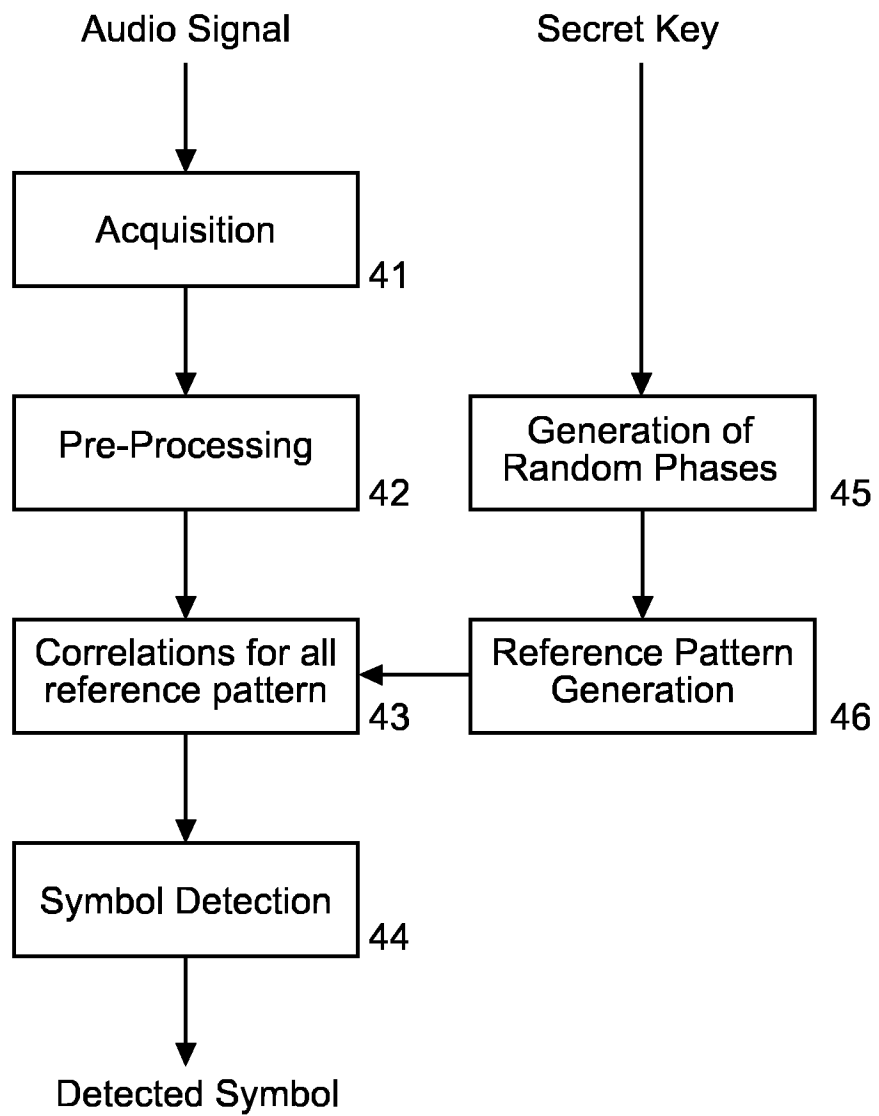 Audio Signal
Secret Key
Acquisition
41
Pre-Processing
42
Generation of
Random Phases
45
Correlations for all
reference pattern
43
Reference Pattern
Generation
46
Symbol Detection
44
Detected Symbol